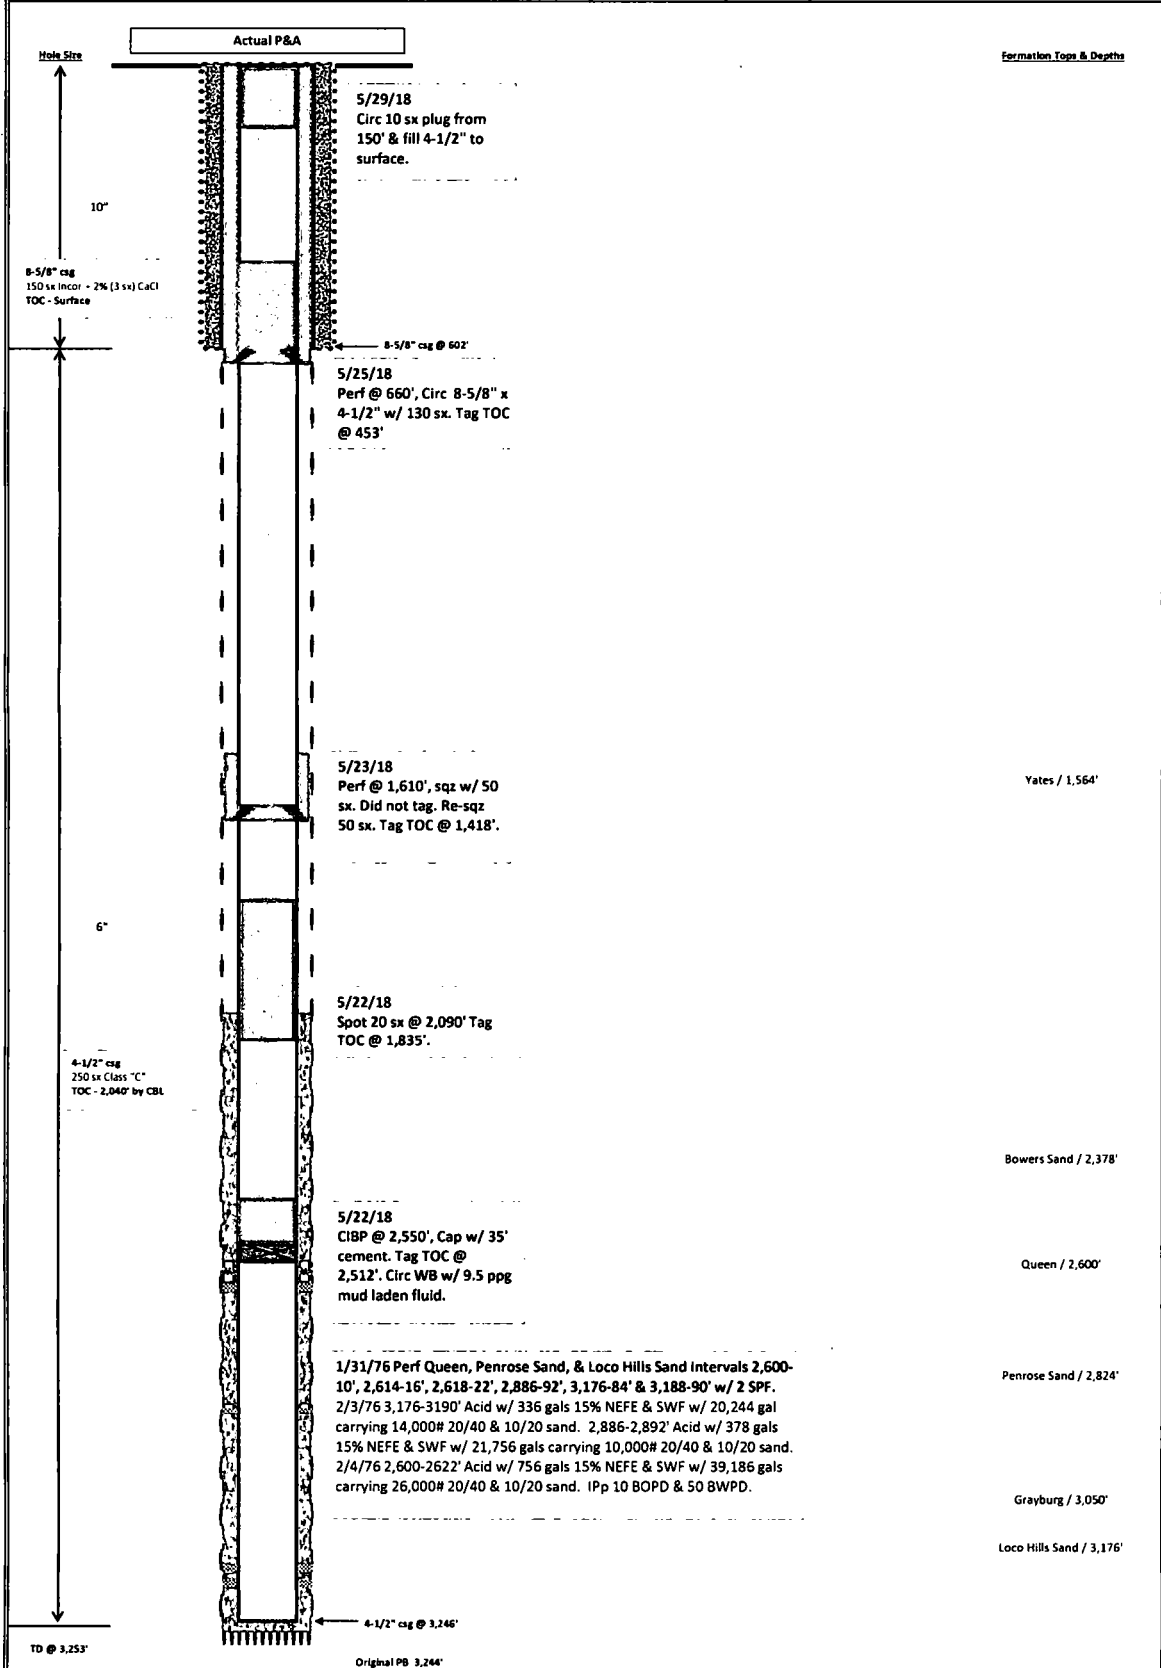 Actual P&A
Hole Size
Formation Tops & Depths
5/29/18
Circ 10 sx plug from
150' & fill 4-1/2" to
surface.
10"
8-5/8" csg
150 sx Incor + 2% (3 sx) CaCl
TOC - Surface
8-5/8" csg @ 602'
5/25/18
Perf @ 660', Circ 8-5/8" x
4-1/2" w/ 130 sx. Tag TOC
@ 453'
5/23/18
Perf @ 1,610', sqz w/ 50
sx. Did not tag. Re-sqz
50 sx. Tag TOC @ 1,418'.
Yates / 1,564'
6"
5/22/18
Spot 20 sx @ 2,090' Tag
TOC @ 1,835'.
4-1/2" csg
250 sx Class "C"
TOC - 2,040' by CBL
Bowers Sand / 2,378'
5/22/18
CIBP @ 2,550', Cap w/ 35'
cement. Tag TOC @
2,512'. Circ WB w/ 9.5 ppg
mud laden fluid.
Queen / 2,600'
1/31/76 Perf Queen, Penrose Sand, & Loco Hills Sand Intervals 2,600-
10', 2,614-16', 2,618-22', 2,886-92', 3,176-84' & 3,188-90' w/ 2 SPF.
2/3/76 3,176-3190' Acid w/ 336 gals 15% NEFE & SWF w/ 20,244 gal
carrying 14,000# 20/40 & 10/20 sand. 2,886-2,892' Acid w/ 378 gals
15% NEFE & SWF w/ 21,756 gals carrying 10,000# 20/40 & 10/20 sand.
2/4/76 2,600-2622' Acid w/ 756 gals 15% NEFE & SWF w/ 39,186 gals
carrying 26,000# 20/40 & 10/20 sand. IPp 10 BOPD & 50 BWPD.
Penrose Sand / 2,824'
Grayburg / 3,050'
Loco Hills Sand / 3,176'
4-1/2" csg @ 3,246'
TD @ 3,253'
Original PB 3,244'